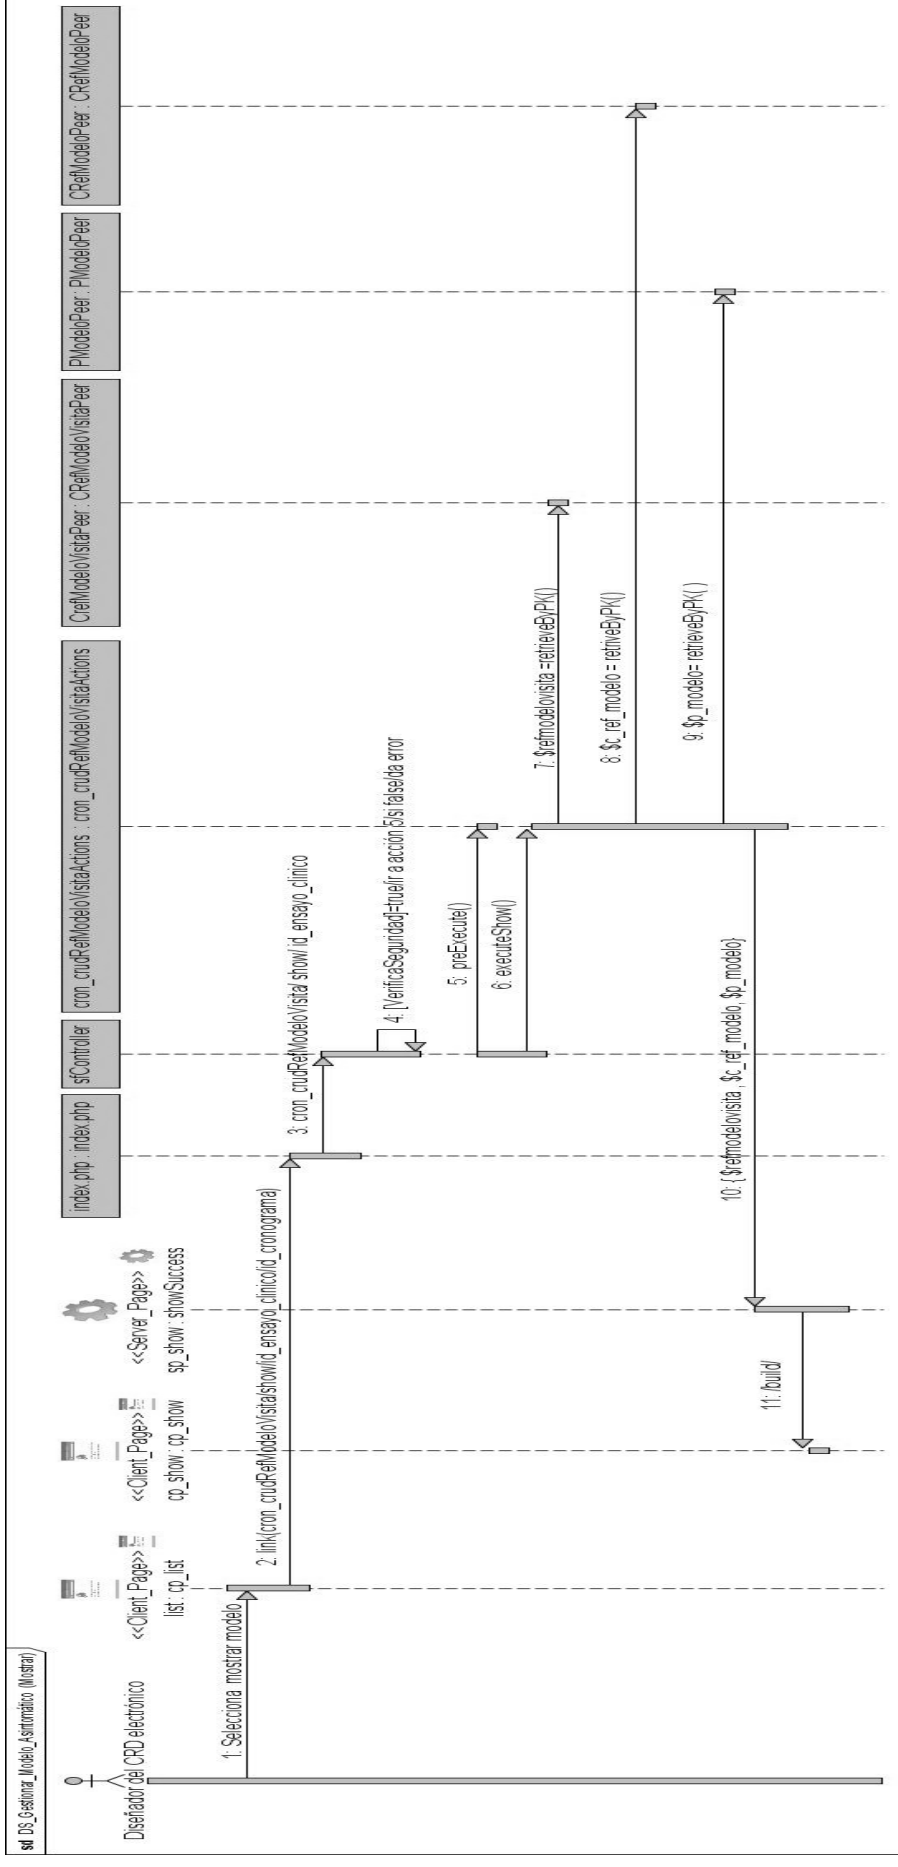 sd DS_Gestionar_Modelo_Asintomático (Mostrar)
Diseñador del CRD electrónico
<<Client_Page>>
list : cp_list
<<Client_Page>>
cp_show : cp_show
<<Server_Page>>
sp_show : showSuccess
index.php : index.php
sfController
cron_crudRefModeloVisitaActions : cron_crudRefModeloVisitaActions
CrefModeloVisitaPeer : CRefModeloVisitaPeer
PModeloPeer : PModeloPeer
CRefModeloPeer : CRefModeloPeer
1: Selecciona mostrar modelo
2: link(cron_crudRefModeloVisita/show/id_ensayo_clinico/id_cronograma)
3: cron_crudRefModeloVisita/ show/ id_ensayo_clinico
4: [VerificaSeguridad]=true/ir a acción 5/si false/da error
5: preExecute()
6: executeShow()
7: $refmodelovisita =retrieveByPK()
8: $c_ref_modelo = retriveByPK()
9: $p_modelo= retrieveByPK( )
10: { $refmodelovisita , $c_ref_modelo, $p_modelo}
11: /build/